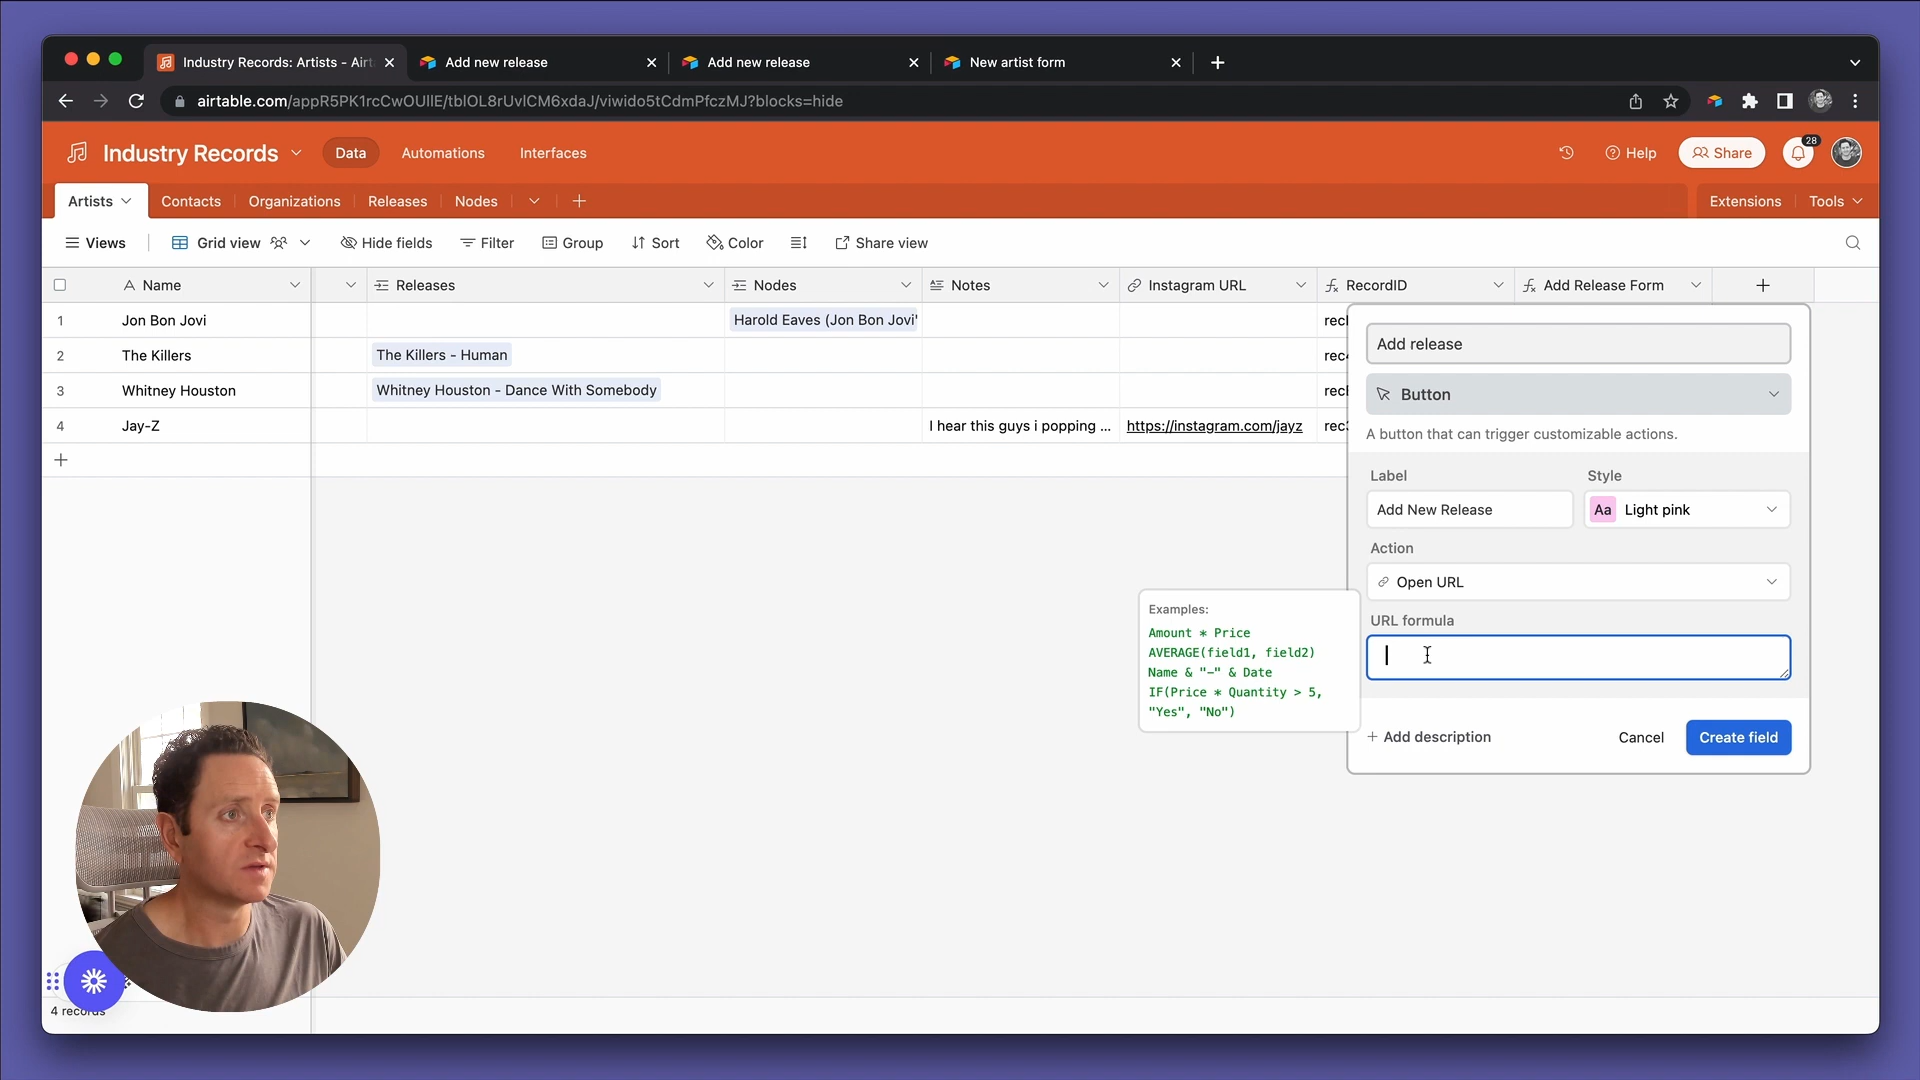 Industry Records: Artists - Airt
Add new release
Add new release
New artist form
airtable.com/appR5PK1rcCwOUIlE/tblOL8rUvlCM6xdaJ/viwido5tCdmPfczMJ?blocks=hide
Industry Records
Data
Automations
Interfaces
Help
Share
28
Artists
Contacts
Organizations
Releases
Nodes
Extensions
Tools
Views
Grid view
Hide fields
Filter
Group
Sort
Color
Share view
Name
Releases
Nodes
Notes
Instagram URL
RecordID
Add Release Form
1 Jon Bon Jovi Harold Eaves (Jon Bon Jovi'
2 The Killers The Killers - Human rec4
3 Whitney Houston Whitney Houston - Dance With Somebody
4 Jay-Z I hear this guys i popping ... https://instagram.com/jayz rec3
Add release
Button
A button that can trigger customizable actions.
Label
Style
Add New Release
Aa Light pink
Action
Open URL
URL formula
Examples:
Amount * Price
AVERAGE(field1, field2)
Name & "-" & Date
IF(Price * Quantity > 5,
"Yes", "No")
+ Add description
Cancel
Create field
4 records